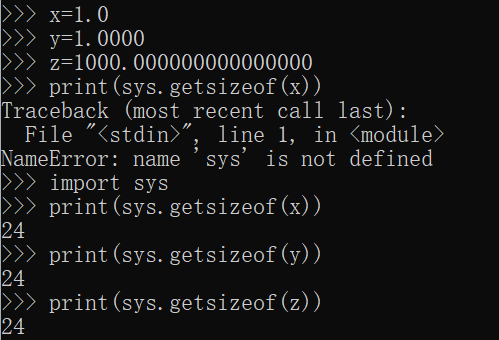 >>> x=1.0
>>> y=1.0000
>>> z=1000.000000000000000
>>> print(sys.getsizeof(x))
Traceback (most recent call last):
  File "<stdin>", line 1, in <module>
NameError: name 'sys' is not defined
>>> import sys
>>> print(sys.getsizeof(x))
24
>>> print(sys.getsizeof(y))
24
>>> print(sys.getsizeof(z))
24